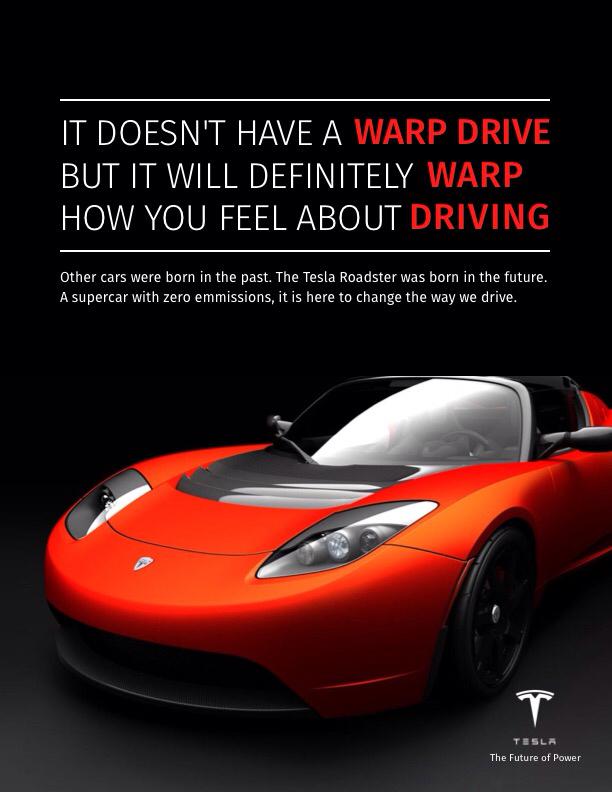 IT DOESN'T HAVE A WARP DRIVE
BUT IT WILL DEFINITELY WARP
HOW YOU FEEL ABOUT DRIVING
Other cars were born in the past. The Tesla Roadster was born in the future.
A supercar with zero emmissions, it is here to change the way we drive.
TESLA
The Future of Power